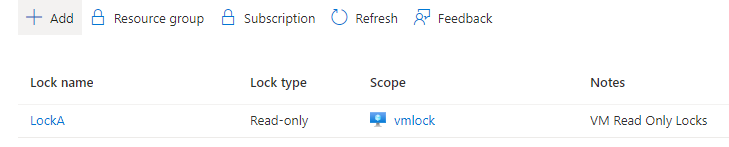 Add Resource group Subscription Refresh Feedback
Lock name Lock type Scope Notes
LockA Read-only vmlock VM Read Only Locks